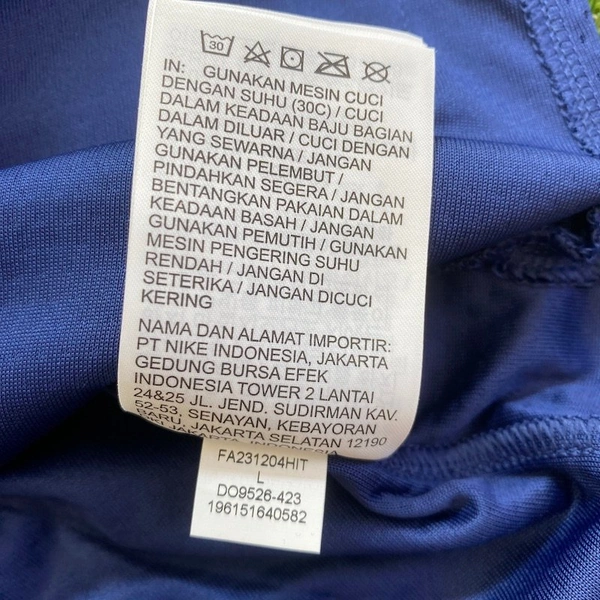 30
IN: GUNAKAN MESIN CUCI
DENGAN SUHU (30C) / CUCI
DALAM KEADAAN BAJU BAGIAN
DALAM DILUAR / CUCI DENGAN
YANG SEWARNA / JANGAN
GUNAKAN PELEMBUT /
PINDAHKAN SEGERA / JANGAN
BENTANGKAN PAKAIAN DALAM
KEADAAN BASAH / JANGAN
GUNAKAN PEMUTIH / GUNAKAN
MESIN PENGERING SUHU
RENDAH / JANGAN DI
SETERIKA / JANGAN DICUCI
KERING
NAMA DAN ALAMAT IMPORTIR:
PT NIKE INDONESIA, JAKARTA
GEDUNG BURSA EFEK
INDONESIA TOWER 2 LANTAI
24&25 JL. JEND. SUDIRMAN KAV.
52-53, SENAYAN, KEBAYORAN
BARU, JAKARTA SELATAN 12190
JAKARTA, INDONESIA
FA231204HIT
L
DO9526-423
196151640582